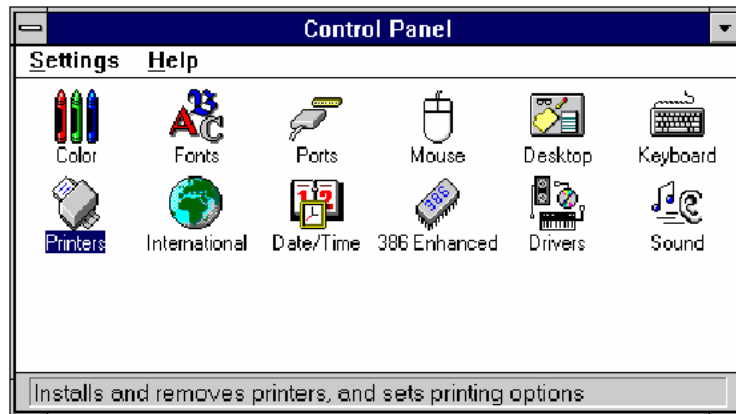 Control Panel
Settings Help
Color Fonts Ports Mouse Desktop Keyboard
Printers International Date/Time 386 Enhanced Drivers Sound
Installs and removes printers, and sets printing options